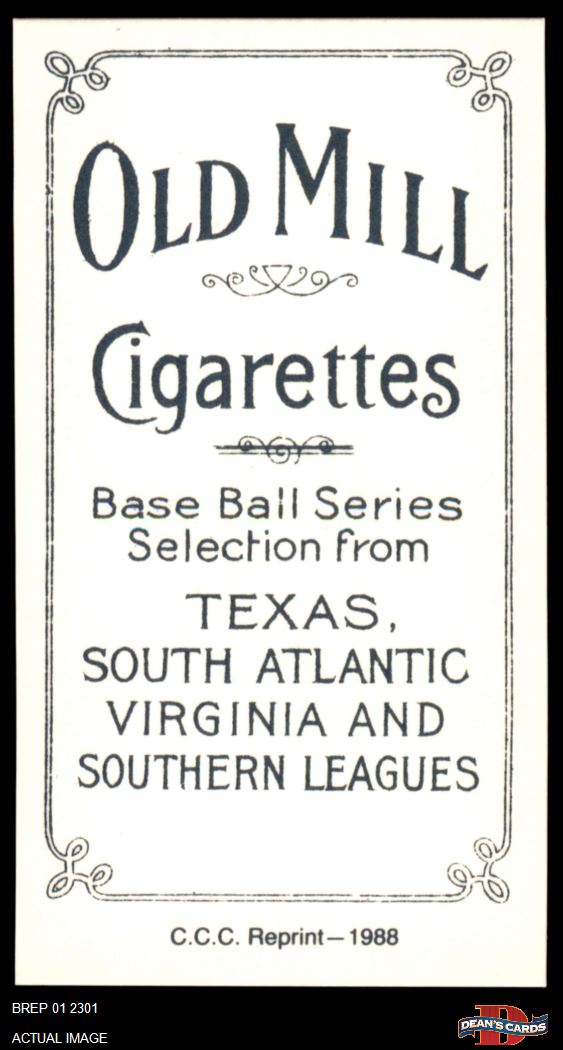 OLD MILL
Cigarettes
Base Ball Series
Selection from
TEXAS,
SOUTH ATLANTIC
VIRGINIA AND
SOUTHERN LEAGUES
C.C.C. Reprint—1988
BREP 01 2301
ACTUAL IMAGE
D
DEAN'S CARDS